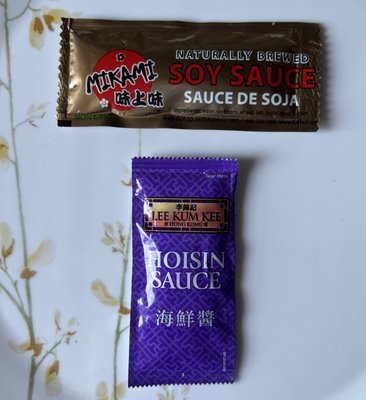 MIKAMI
味上味
NATURALLY BREWED
SOY SAUCE
SAUCE DE SOJA
Tear Here
李錦記
LEE KUM KEE
HONG KONG
HOISIN
SAUCE
海鮮醬